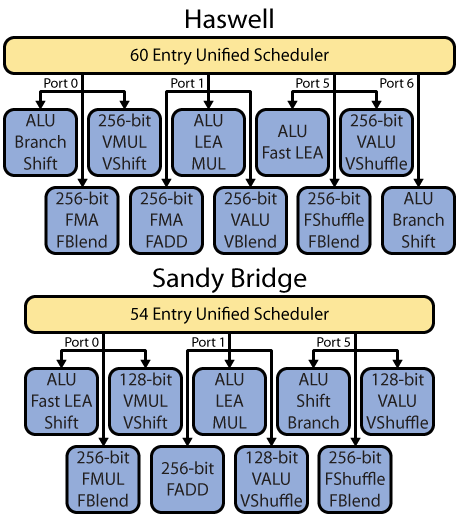 Haswell
60 Entry Unified Scheduler
Port 0
Port 1
Port 5
Port 6
ALU
Branch
Shift
256-bit
VMUL
VShift
ALU
LEA
MUL
ALU
Fast LEA
256-bit
VALU
VShuffle
256-bit
FMA
FBlend
256-bit
FMA
FADD
256-bit
VALU
VBlend
256-bit
FShuffle
FBlend
ALU
Branch
Shift
Sandy Bridge
54 Entry Unified Scheduler
Port 0
Port 1
Port 5
ALU
Fast LEA
Shift
128-bit
VMUL
VShift
ALU
LEA
MUL
ALU
Shift
Branch
128-bit
VALU
VShuffle
256-bit
FMUL
FBlend
256-bit
FADD
128-bit
VALU
VShuffle
256-bit
FShuffle
FBlend